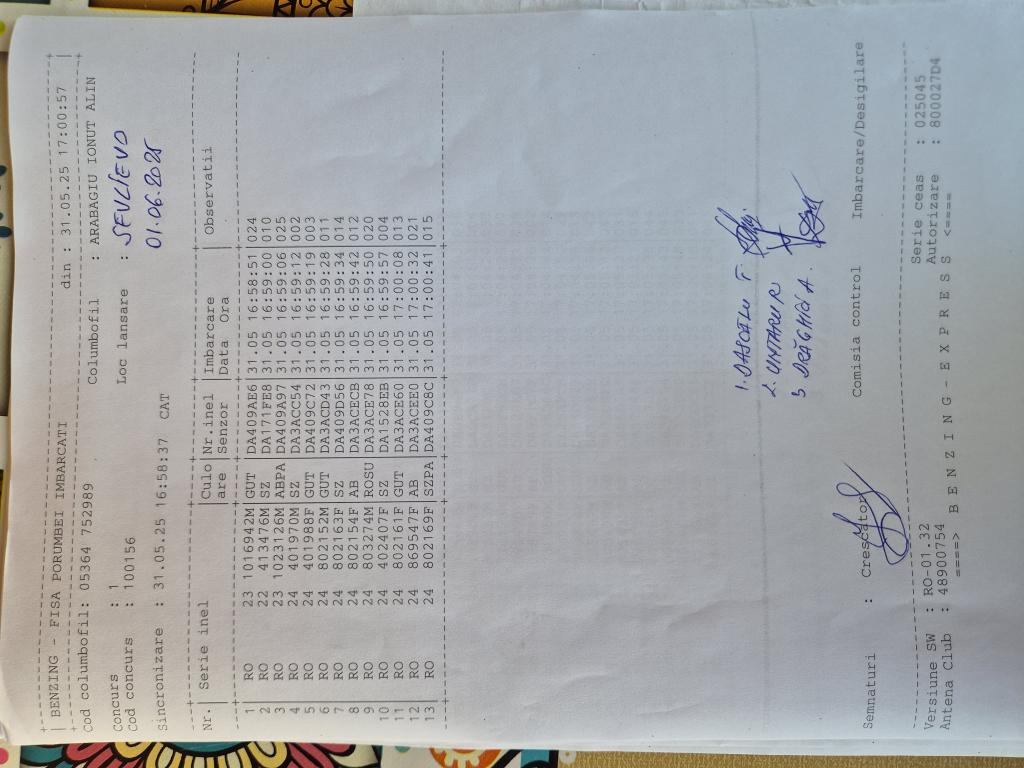 BENZING - FISA PORUMBEI IMBARCATI din : 31.05.25 17:00:57
Cod columbofil: 05364 752989 Columbofil : ARABAGIU IONUT ALIN
Concurs : 1
Cod concurs : 100156 Loc lansare : SEVLIEVO
Sincronizare : 31.05.25 16:58:37 CAT 01.06.2025
Nr. Serie inel Culo Nr.inel Imbarcare Observatii
are Senzor Data Ora
1 RO 23 1016942M GUT DA409AE6 31.05 16:58:51 024
2 RO 22 413476M SZ DA171FE8 31.05 16:59:00 010
3 RO 23 1023126M ABPA DA409A97 31.05 16:59:06 025
4 RO 24 401970M SZ DA3ACC54 31.05 16:59:12 002
5 RO 24 401988F GUT DA409C72 31.05 16:59:19 003
6 RO 24 802152M GUT DA3ACD43 31.05 16:59:28 011
7 RO 24 802163F SZ DA409D56 31.05 16:59:34 014
8 RO 24 802154F AB DA3ACECB 31.05 16:59:42 012
9 RO 24 803274M ROSU DA3ACE78 31.05 16:59:50 020
10 RO 24 402407F SZ DA1528EB 31.05 16:59:57 004
11 RO 24 802161F GUT DA3ACE60 31.05 17:00:08 013
12 RO 24 869547F AB DA3ACEE0 31.05 17:00:32 021
13 RO 24 802169F SZPA DA409C8C 31.05 17:00:41 015
1. DASCALU T
2. UNTARU R
3 DRĂGHICI A.
Semnaturi : Crescator Comisia control Imbarcare/Desigilare
Versiune SW : RO-01.32 Serie ceas : 025045
Antena Club : 48900754 Autorizare : 800027D4
====> B E N Z I N G - E X P R E S S <====